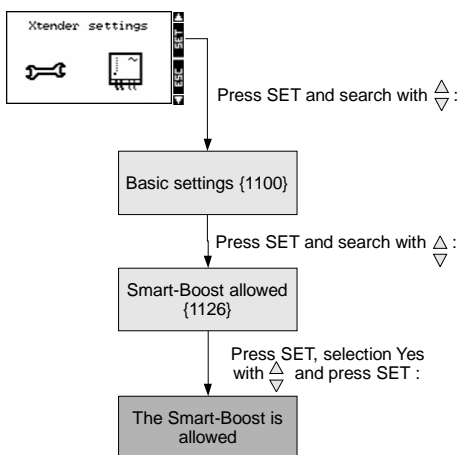 Xtender settings
SET
ESC
Press SET and search with △▽ :
Basic settings {1100}
Press SET and search with △▽ :
Smart-Boost allowed
{1126}
Press SET, selection Yes
with △▽ and press SET :
The Smart-Boost is
allowed